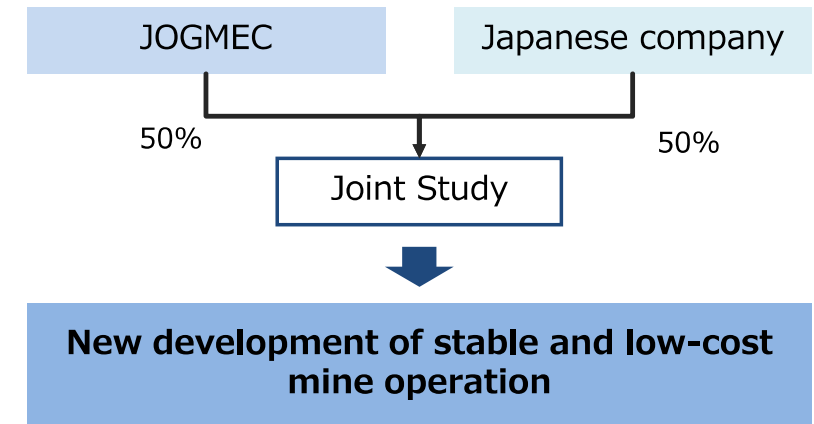 JOGMEC
Japanese company
50%
50%
Joint Study
New development of stable and low-cost
mine operation